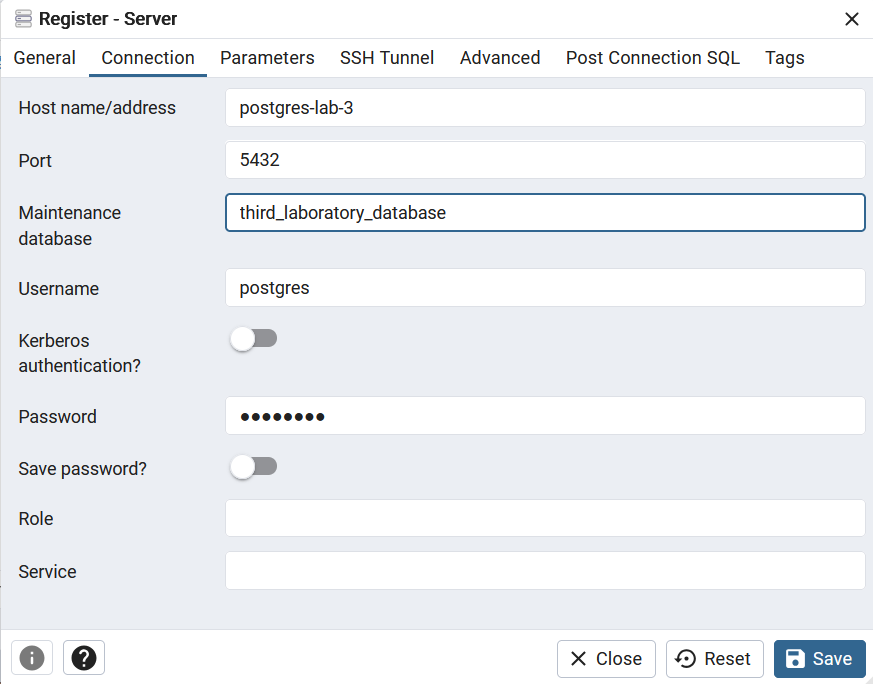 Register - Server
General Connection Parameters SSH Tunnel Advanced Post Connection SQL Tags
Host name/address postgres-lab-3
Port 5432
Maintenance database third_laboratory_database
Username postgres
Kerberos authentication?
Password ●●●●●●●●
Save password?
Role
Service
Close Reset Save